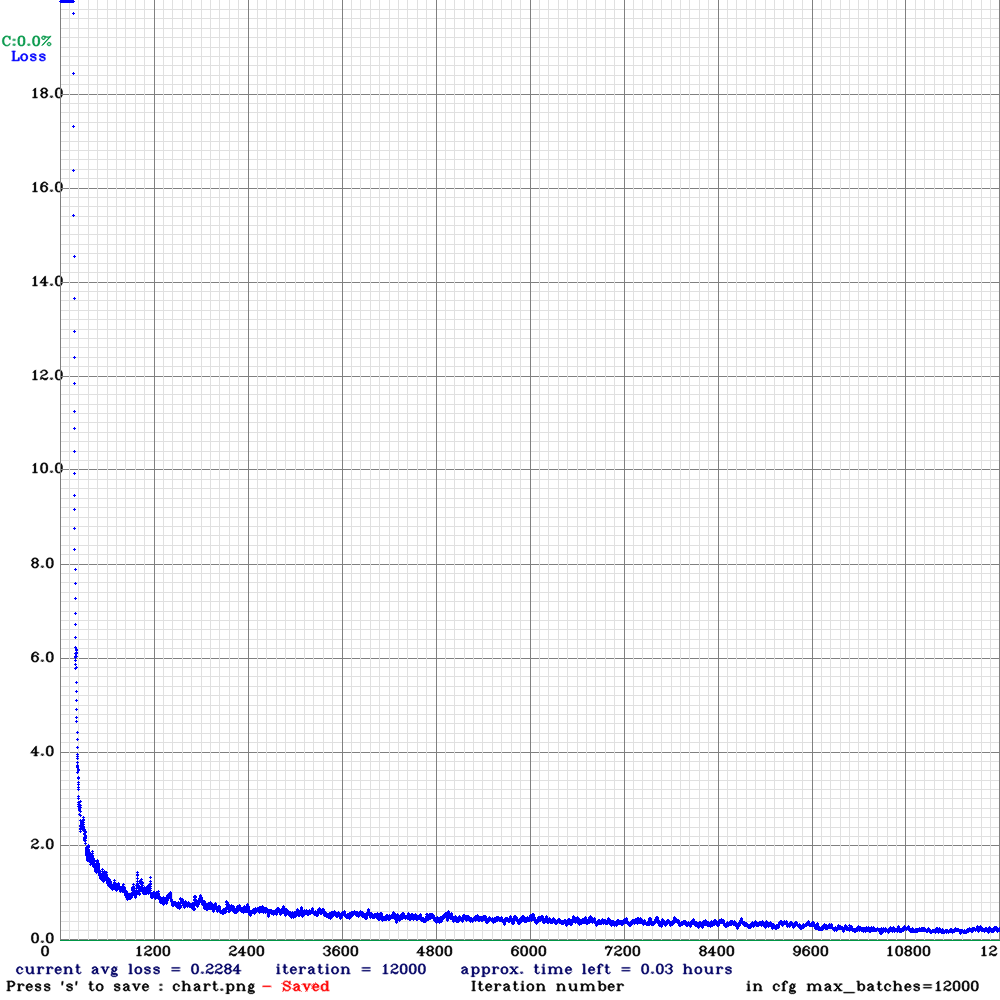 C:0.0%
Loss
18.0
16.0
14.0
12.0
10.0
8.0
6.0
4.0
2.0
0.0
0 1200 2400 3600 4800 6000 7200 8400 9600 10800 12
current avg loss = 0.2284 iteration = 12000 approx. time left = 0.03 hours
Press 's' to save : chart.png - Saved Iteration number in cfg max_batches=12000